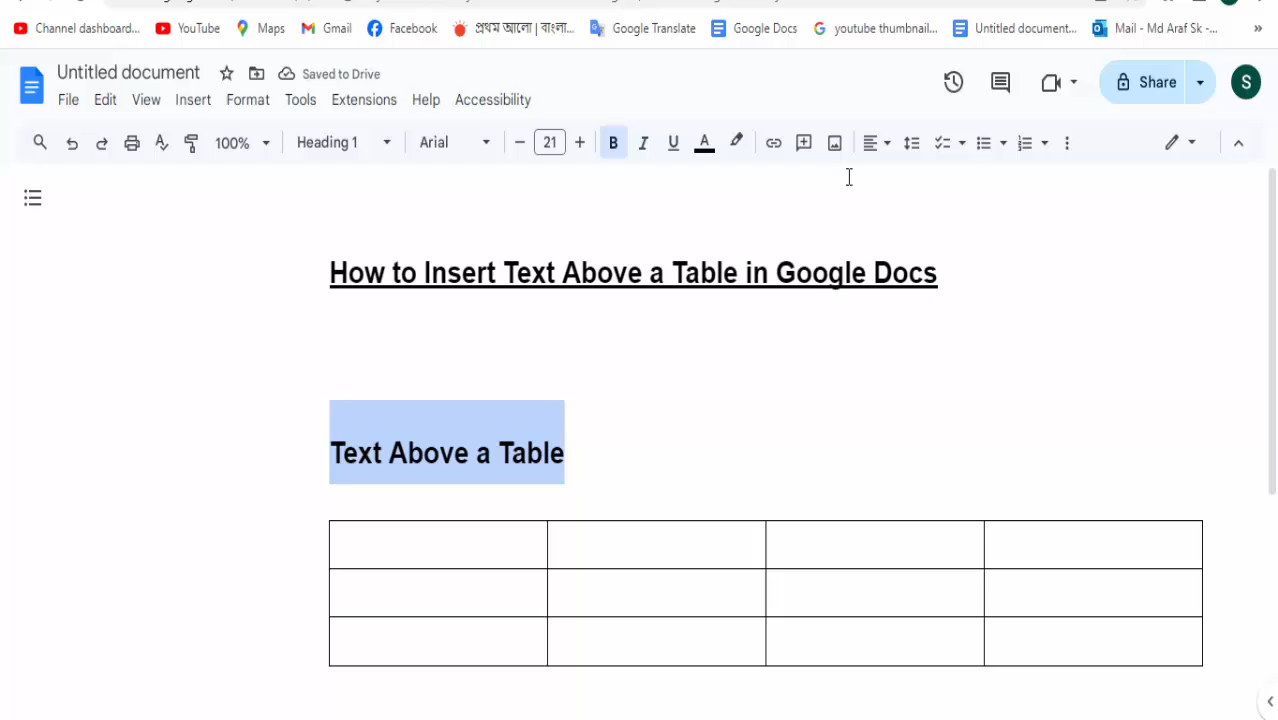 Channel dashboard... YouTube Maps Gmail Facebook প্রথম আলো | বাংলা... Google Translate Google Docs youtube thumbnail... Untitled document... Mail - Md Araf Sk -... »
Untitled document Saved to Drive
File Edit View Insert Format Tools Extensions Help Accessibility
Share S
100% Heading 1 Arial − 21 + B I U A
How to Insert Text Above a Table in Google Docs
Text Above a Table